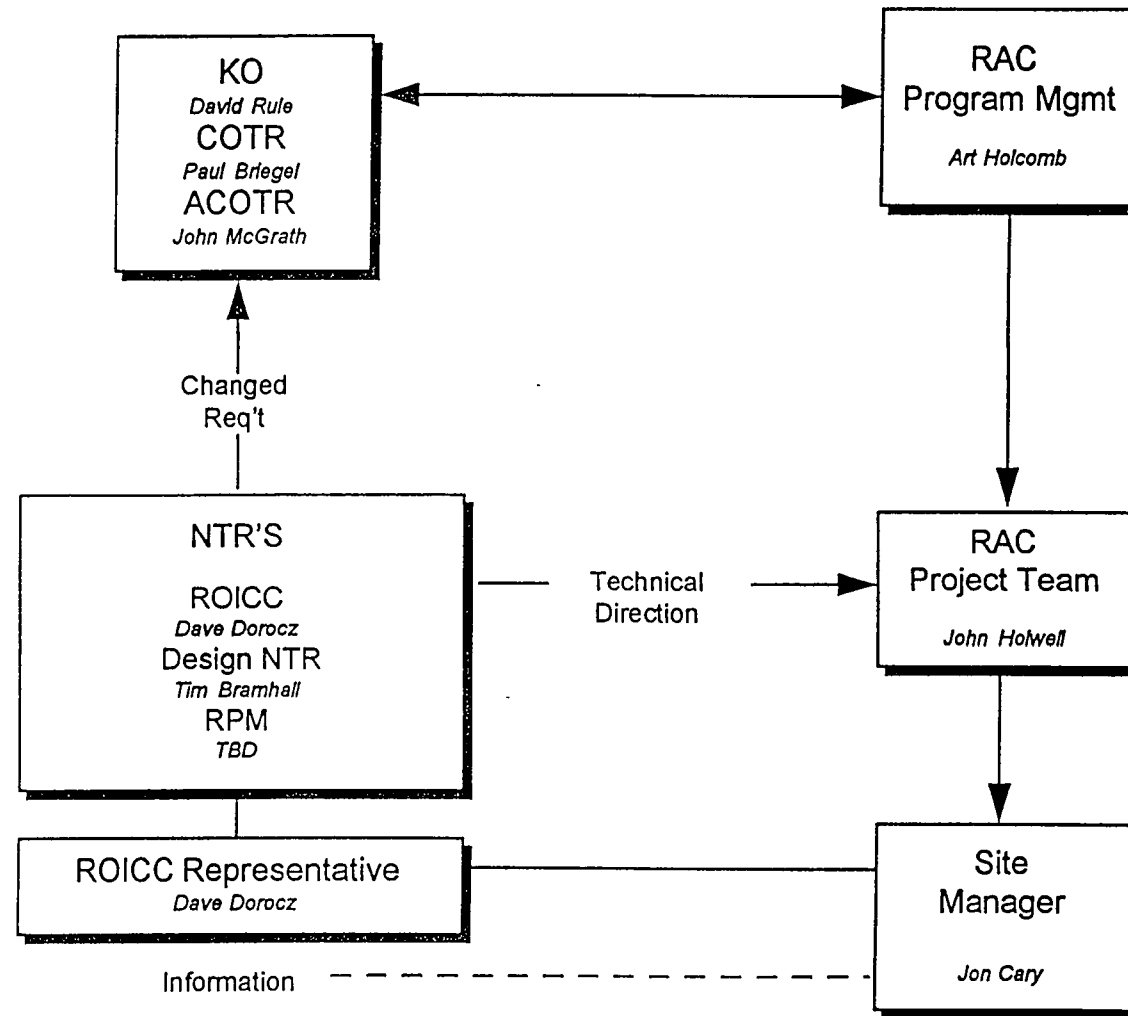 KO
David Rule
COTR
Paul Briegel
ACOTR
John McGrath
RAC
Program Mgmt
Art Holcomb
Changed
Req't
NTR'S
ROICC
Dave Dorocz
Design NTR
Tim Bramhall
RPM
TBD
Technical
Direction
RAC
Project Team
John Holwell
ROICC Representative
Dave Dorocz
Site
Manager
Jon Cary
Information